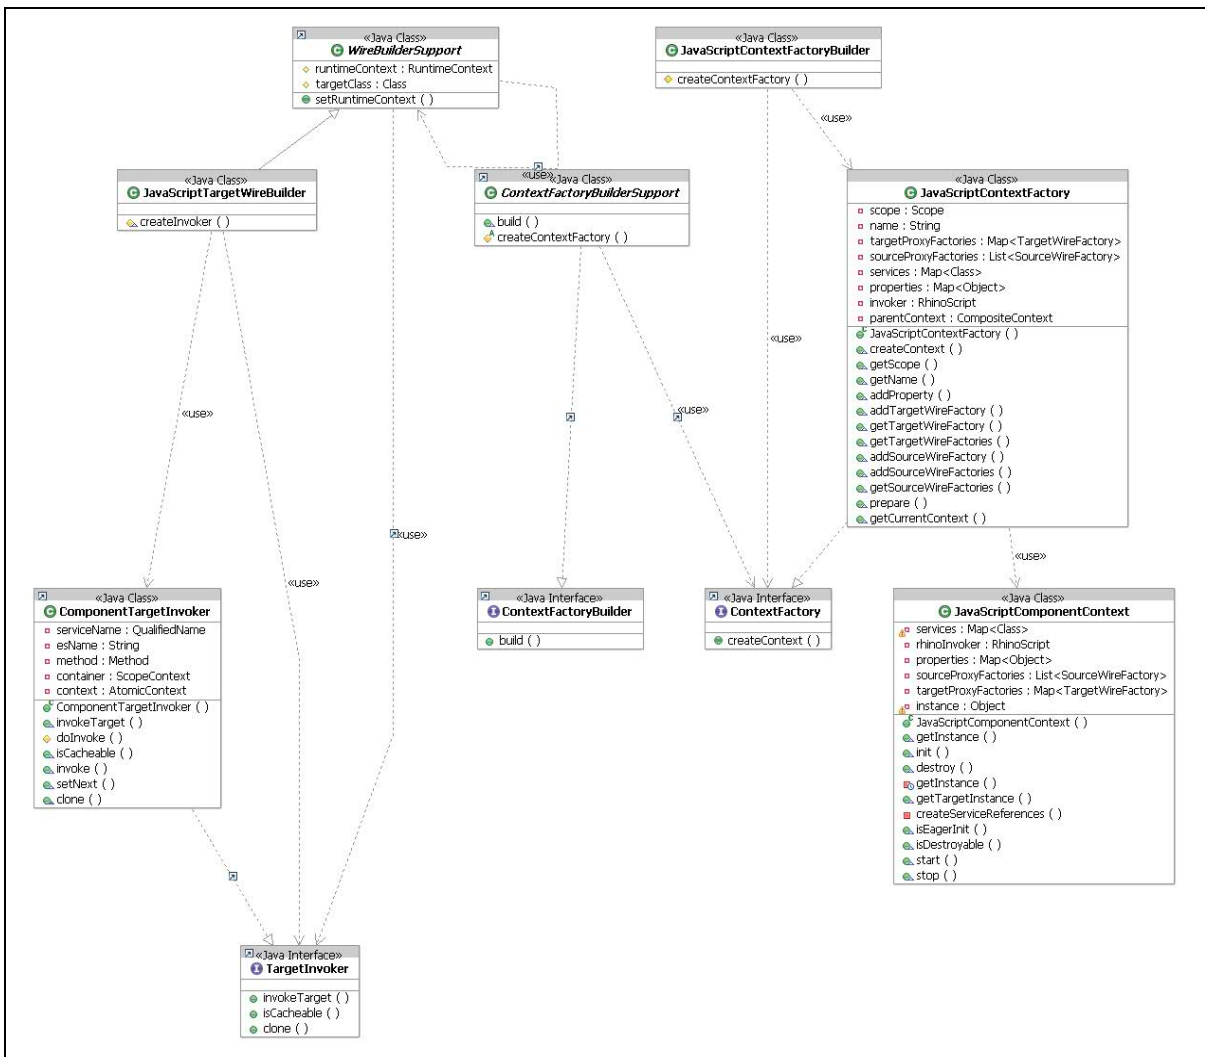 «Java Class»
WireBuilderSupport
runtimeContext : RuntimeContext
targetClass : Class
setRuntimeContext ( )
«Java Class»
JavaScriptContextFactoryBuilder
createContextFactory ( )
«use»
«use»
«Java Class»
JavaScriptTargetWireBuilder
createInvoker ( )
«Java Class»
ContextFactoryBuilderSupport
build ( )
createContextFactory ( )
«Java Class»
JavaScriptContextFactory
scope : Scope
name : String
targetProxyFactories : Map<TargetWireFactory>
sourceProxyFactories : List<SourceWireFactory>
services : Map<Class>
properties : Map<Object>
invoker : RhinoScript
parentContext : CompositeContext
JavaScriptContextFactory ( )
createContext ( )
getScope ( )
getName ( )
addProperty ( )
addTargetWireFactory ( )
getTargetWireFactory ( )
getTargetWireFactories ( )
addSourceWireFactory ( )
addSourceWireFactories ( )
getSourceWireFactories ( )
prepare ( )
getCurrentContext ( )
«use»
«use»
«use»
«use»
«use»
«use»
«Java Class»
ComponentTargetInvoker
serviceName : QualifiedName
esName : String
method : Method
container : ScopeContext
context : AtomicContext
ComponentTargetInvoker ( )
invokeTarget ( )
doInvoke ( )
isCacheable ( )
invoke ( )
setNext ( )
clone ( )
«Java Interface»
ContextFactoryBuilder
build ( )
«Java Interface»
ContextFactory
createContext ( )
«Java Class»
JavaScriptComponentContext
services : Map<Class>
rhinoInvoker : RhinoScript
properties : Map<Object>
sourceProxyFactories : List<SourceWireFactory>
targetProxyFactories : Map<TargetWireFactory>
instance : Object
JavaScriptComponentContext ( )
getInstance ( )
init ( )
destroy ( )
getInstance ( )
getTargetInstance ( )
createServiceReferences ( )
isEagerInit ( )
isDestroyable ( )
start ( )
stop ( )
«Java Interface»
TargetInvoker
invokeTarget ( )
isCacheable ( )
clone ( )